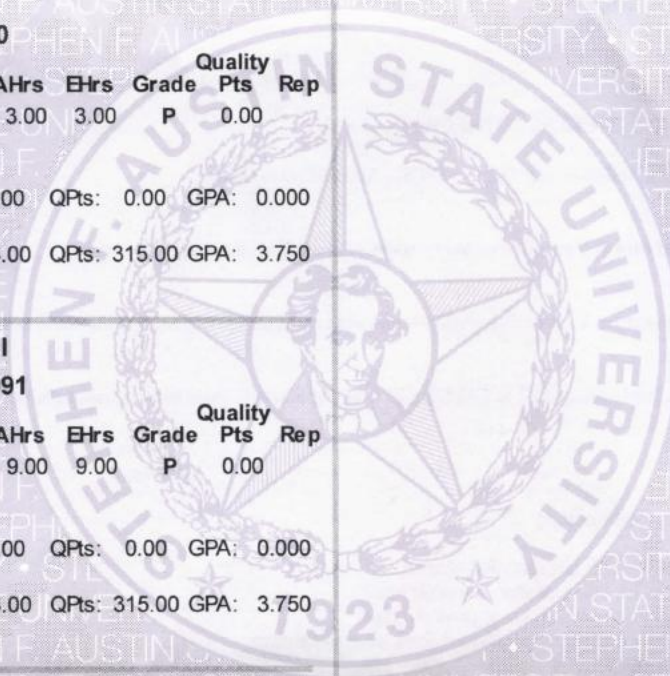 0
Quality
AHrs EHrs Grade Pts Rep
3.00 3.00 P 0.00
00 QPts: 0.00 GPA: 0.000
.00 QPts: 315.00 GPA: 3.750
I
91
Quality
AHrs EHrs Grade Pts Rep
9.00 9.00 P 0.00
00 QPts: 0.00 GPA: 0.000
.00 QPts: 315.00 GPA: 3.750
STEPHEN F. AUSTIN STATE UNIVERSITY
1923